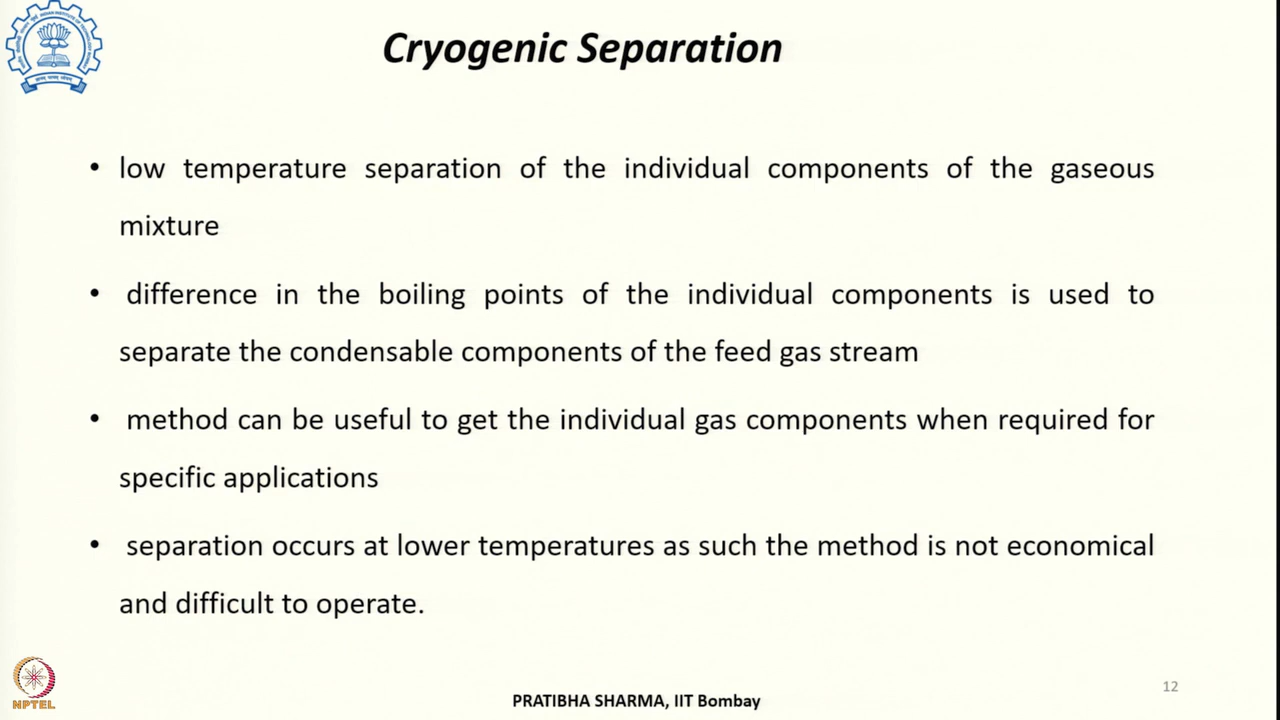 Cryogenic Separation
• low temperature separation of the individual components of the gaseous
mixture
• difference in the boiling points of the individual components is used to
separate the condensable components of the feed gas stream
• method can be useful to get the individual gas components when required for
specific applications
• separation occurs at lower temperatures as such the method is not economical
and difficult to operate.
NPTEL
PRATIBHA SHARMA, IIT Bombay
12